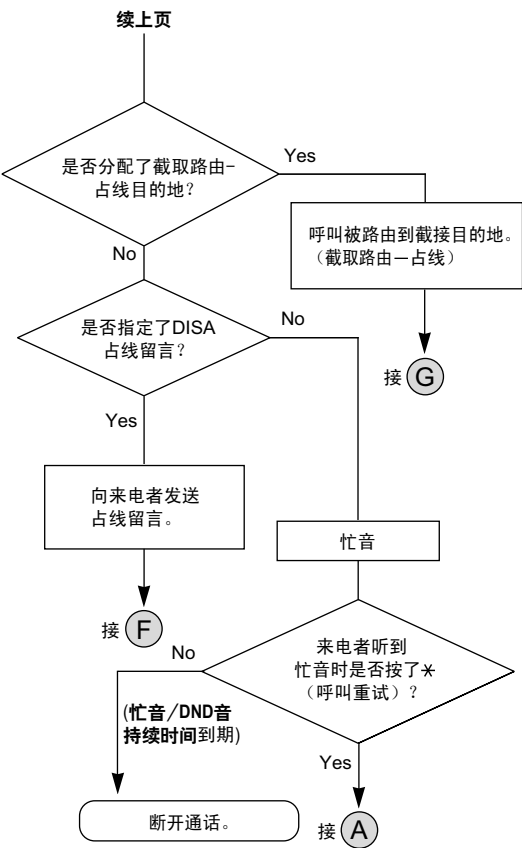 续上页
是否分配了截取路由-
占线目的地?
Yes
呼叫被路由到截接目的地。
（截取路由—占线）
No
接 G
是否指定了DISA
占线留言?
No
Yes
向来电者发送
占线留言。
忙音
接 F
来电者听到
忙音时是否按了*
（呼叫重试）?
No
(忙音/DND音
持续时间到期)
Yes
断开通话。
接 A